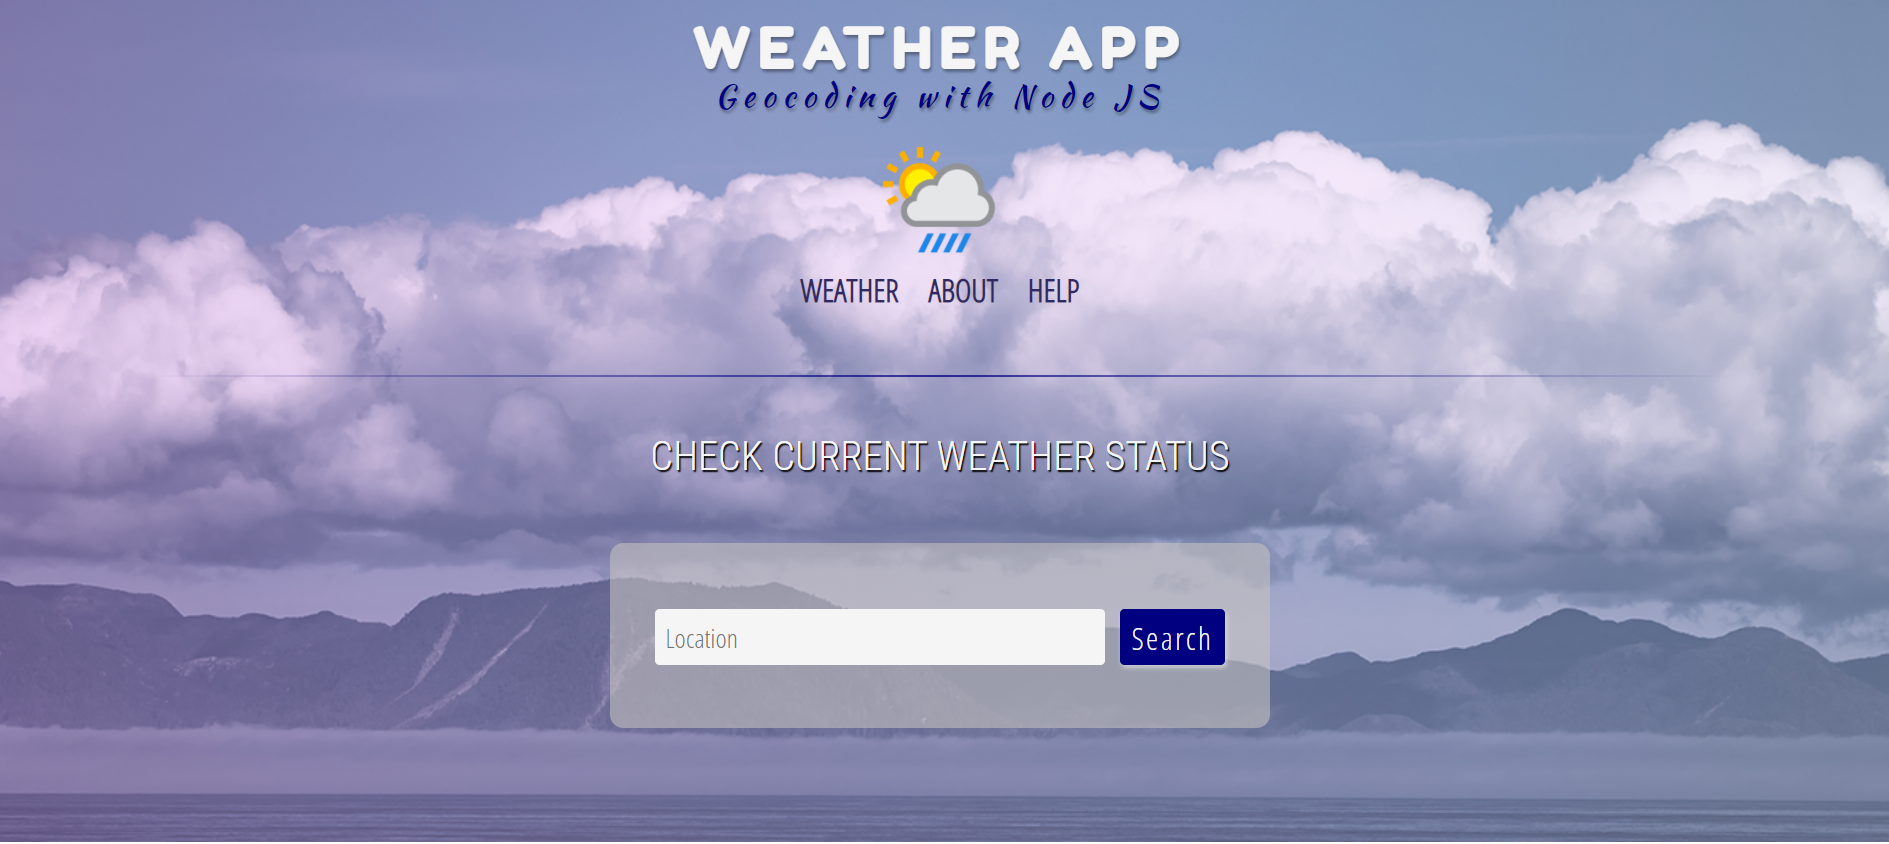 WEATHER APP
Geocoding with Node JS
WEATHER ABOUT HELP
CHECK CURRENT WEATHER STATUS
Location Search